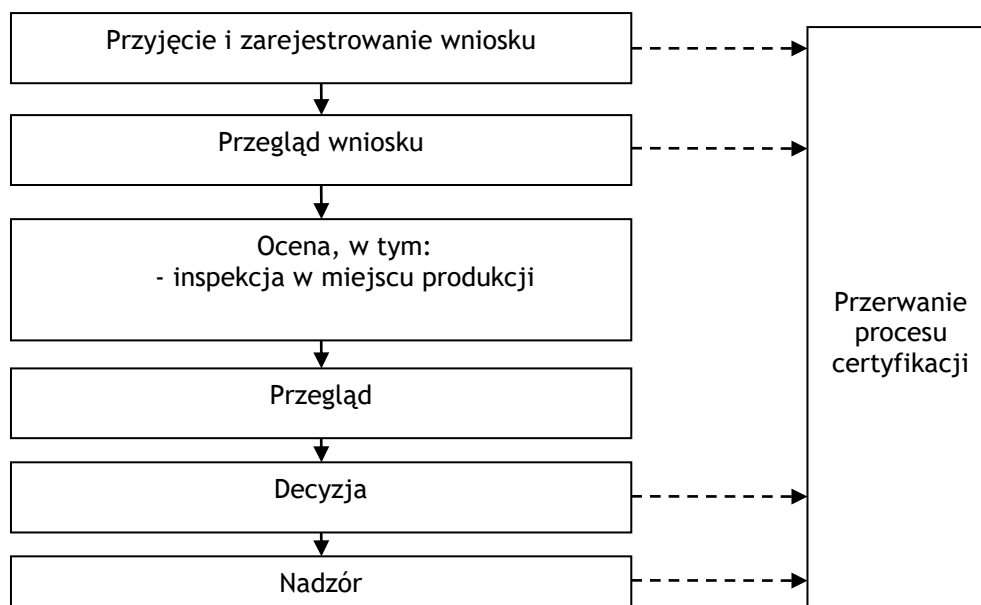 Przyjęcie i zarejestrowanie wniosku
Przegląd wniosku
Ocena, w tym:
- inspekcja w miejscu produkcji
Przegląd
Decyzja
Nadzór
Przerwanie
procesu
certyfikacji